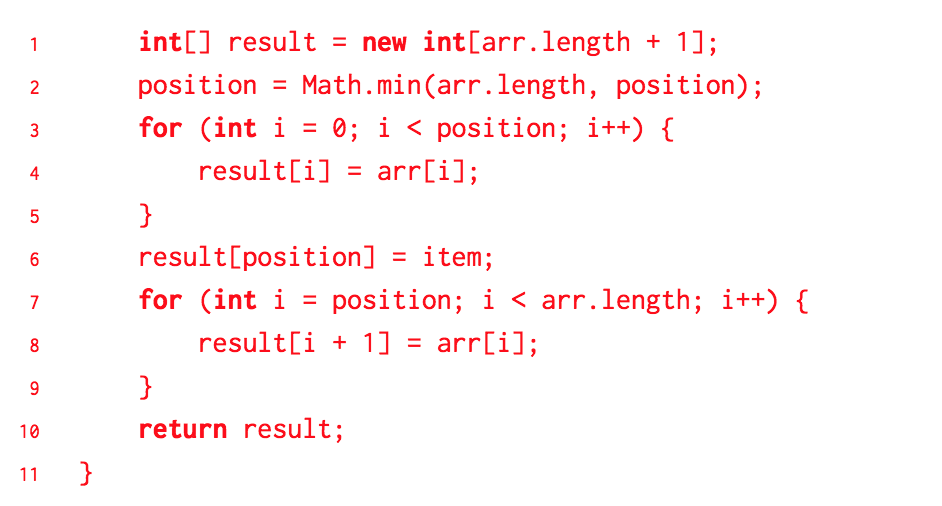 1 int[] result = new int[arr.length + 1];
2 position = Math.min(arr.length, position);
3 for (int i = 0; i < position; i++) {
4 result[i] = arr[i];
5 }
6 result[position] = item;
7 for (int i = position; i < arr.length; i++) {
8 result[i + 1] = arr[i];
9 }
10 return result;
11 }